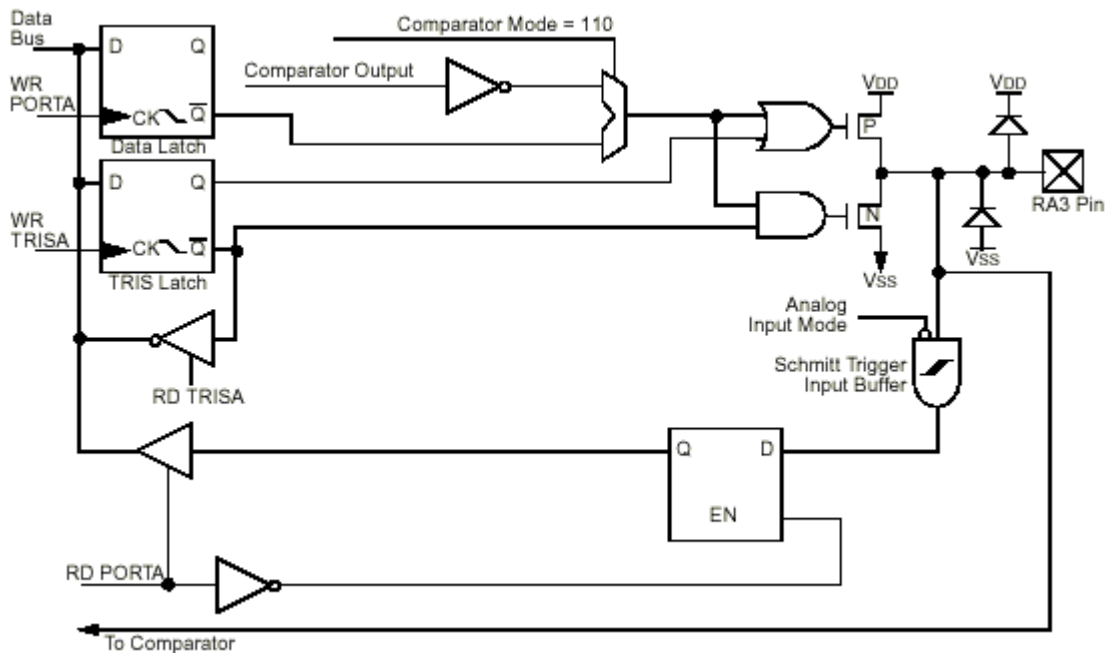 Data
Bus
D Q
WR
PORTA
CK Q
Data Latch
Comparator Mode = 110
Comparator Output
VDD
P
VDD
RA3 Pin
D Q
WR
TRISA
CK Q
TRIS Latch
N
VSS
VSS
RD TRISA
Analog
Input Mode
Schmitt Trigger
Input Buffer
Q D
EN
RD PORTA
To Comparator